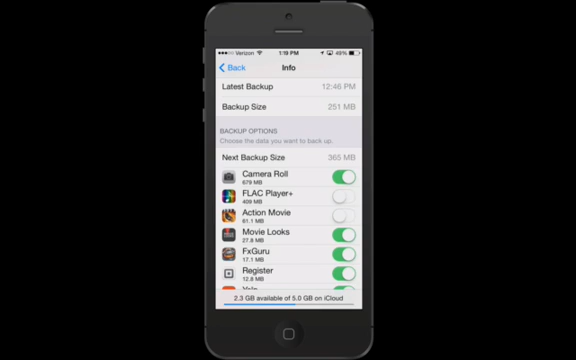 Verizon 1:19 PM 49%
Back Info
Latest Backup 12:46 PM
Backup Size 251 MB
BACKUP OPTIONS
Choose the data you want to back up.
Next Backup Size 365 MB
Camera Roll
679 MB
FLAC Player+
409 MB
Action Movie
61.1 MB
Movie Looks
27.8 MB
FxGuru
17.1 MB
Register
12.8 MB
2.3 GB available of 5.0 GB on iCloud